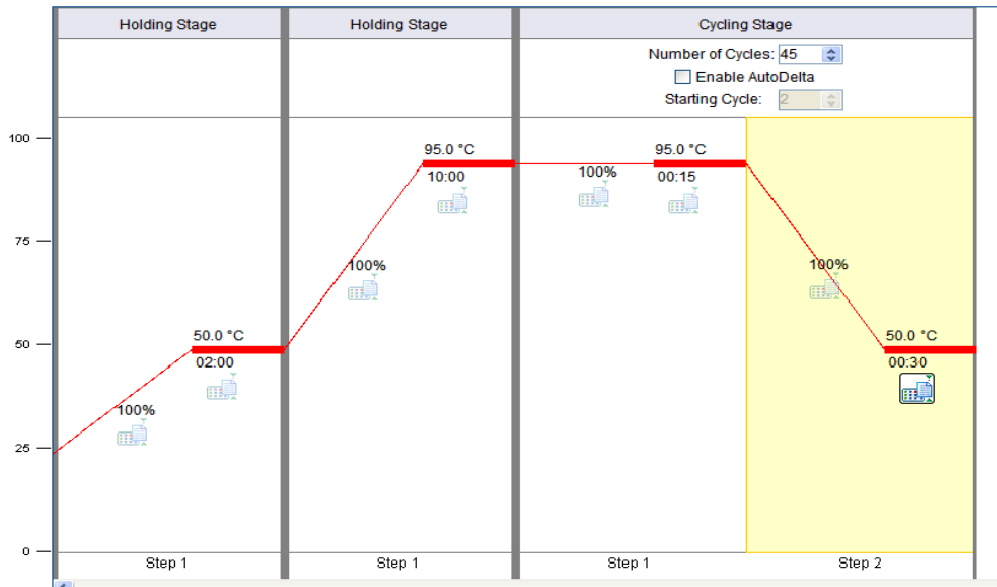 Holding Stage
Holding Stage
Cycling Stage
Number of Cycles: 45
Enable AutoDelta
Starting Cycle: 2
100
75
50
25
0
100%
50.0 °C
02:00
100%
95.0 °C
10:00
100%
95.0 °C
00:15
100%
50.0 °C
00:30
Step 1
Step 1
Step 1
Step 2